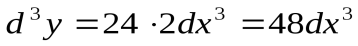 d³y = 24 ·2dx³ = 48dx³